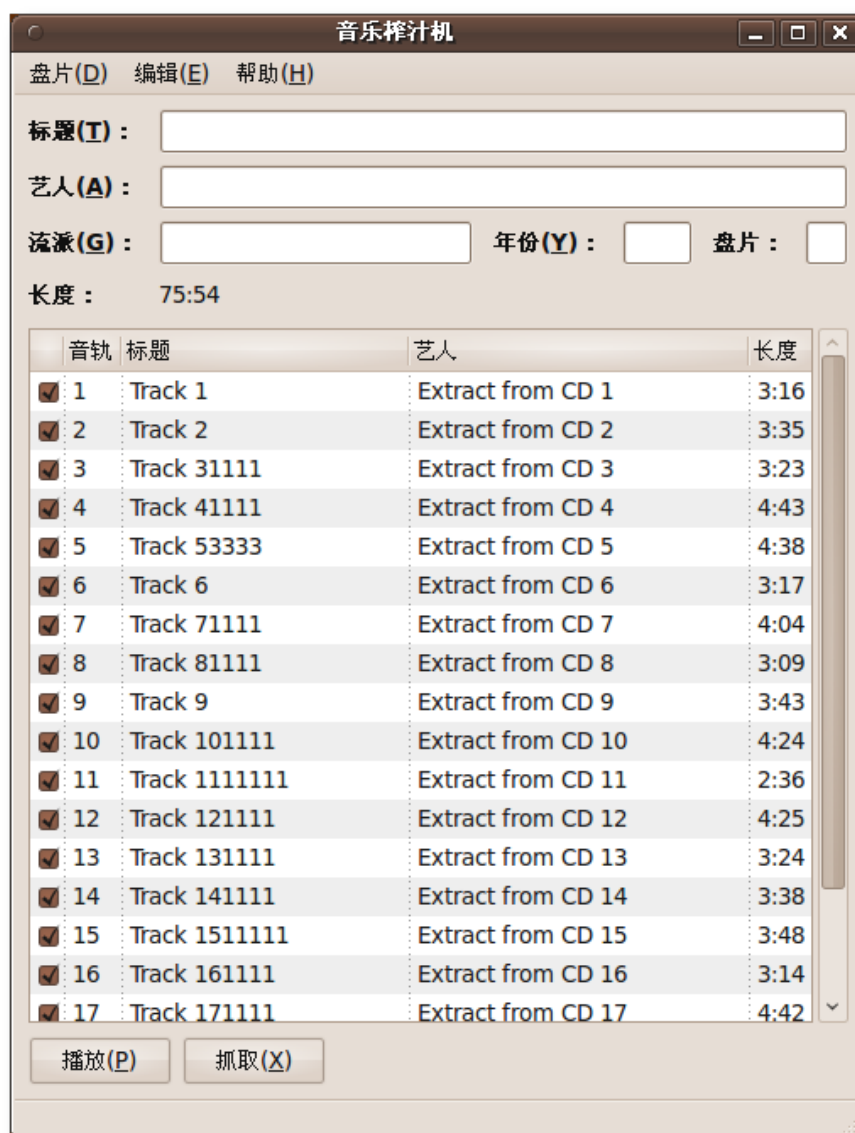 音乐榨汁机
盘片(D) 编辑(E) 帮助(H)
标题(T)：
艺人(A)：
流派(G)： 年份(Y)： 盘片：
长度： 75:54
音轨 标题 艺人 长度
1 Track 1 Extract from CD 1 3:16
2 Track 2 Extract from CD 2 3:35
3 Track 31111 Extract from CD 3 3:23
4 Track 41111 Extract from CD 4 4:43
5 Track 53333 Extract from CD 5 4:38
6 Track 6 Extract from CD 6 3:17
7 Track 71111 Extract from CD 7 4:04
8 Track 81111 Extract from CD 8 3:09
9 Track 9 Extract from CD 9 3:43
10 Track 101111 Extract from CD 10 4:24
11 Track 1111111 Extract from CD 11 2:36
12 Track 121111 Extract from CD 12 4:25
13 Track 131111 Extract from CD 13 3:24
14 Track 141111 Extract from CD 14 3:38
15 Track 1511111 Extract from CD 15 3:48
16 Track 161111 Extract from CD 16 3:14
17 Track 171111 Extract from CD 17 4:42
播放(P) 抓取(X)